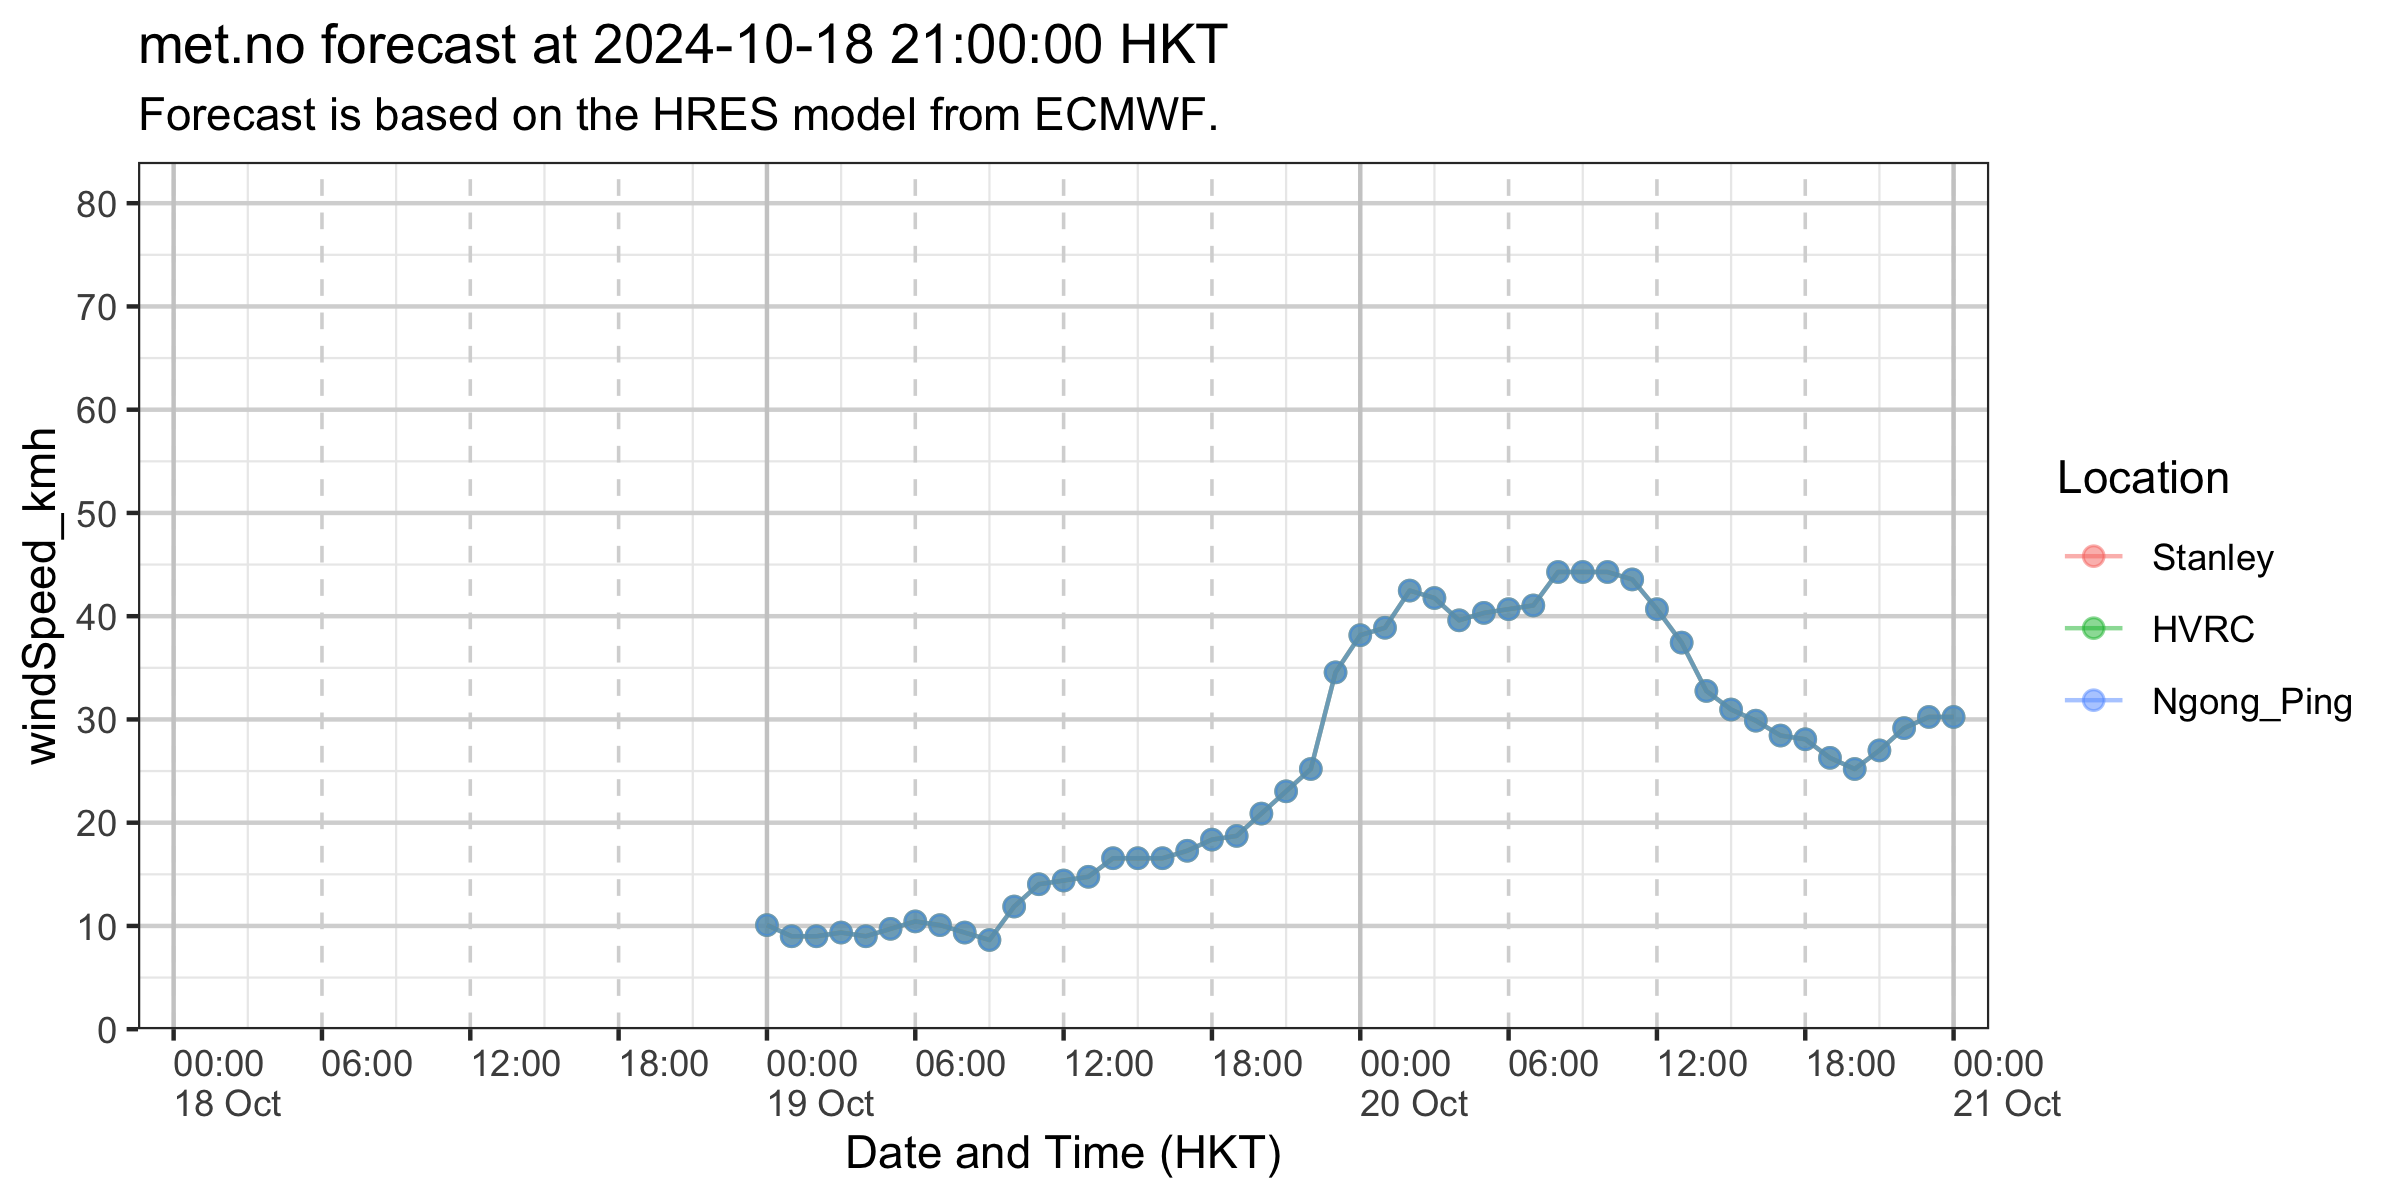 met.no forecast at 2024-10-18 21:00:00 HKT
Forecast is based on the HRES model from ECMWF.
windSpeed_kmh
80
70
60
50
40
30
20
10
0
00:00 06:00 12:00 18:00 00:00 06:00 12:00 18:00 00:00 06:00 12:00 18:00 00:00
18 Oct 19 Oct 20 Oct 21 Oct
Date and Time (HKT)
Location
Stanley
HVRC
Ngong_Ping